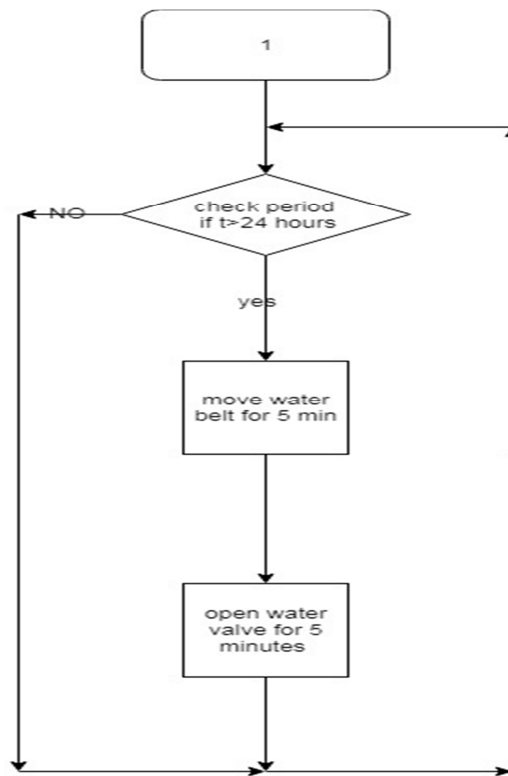 1
check period
if t>24 hours
NO
yes
move water
belt for 5 min
open water
valve for 5
minutes